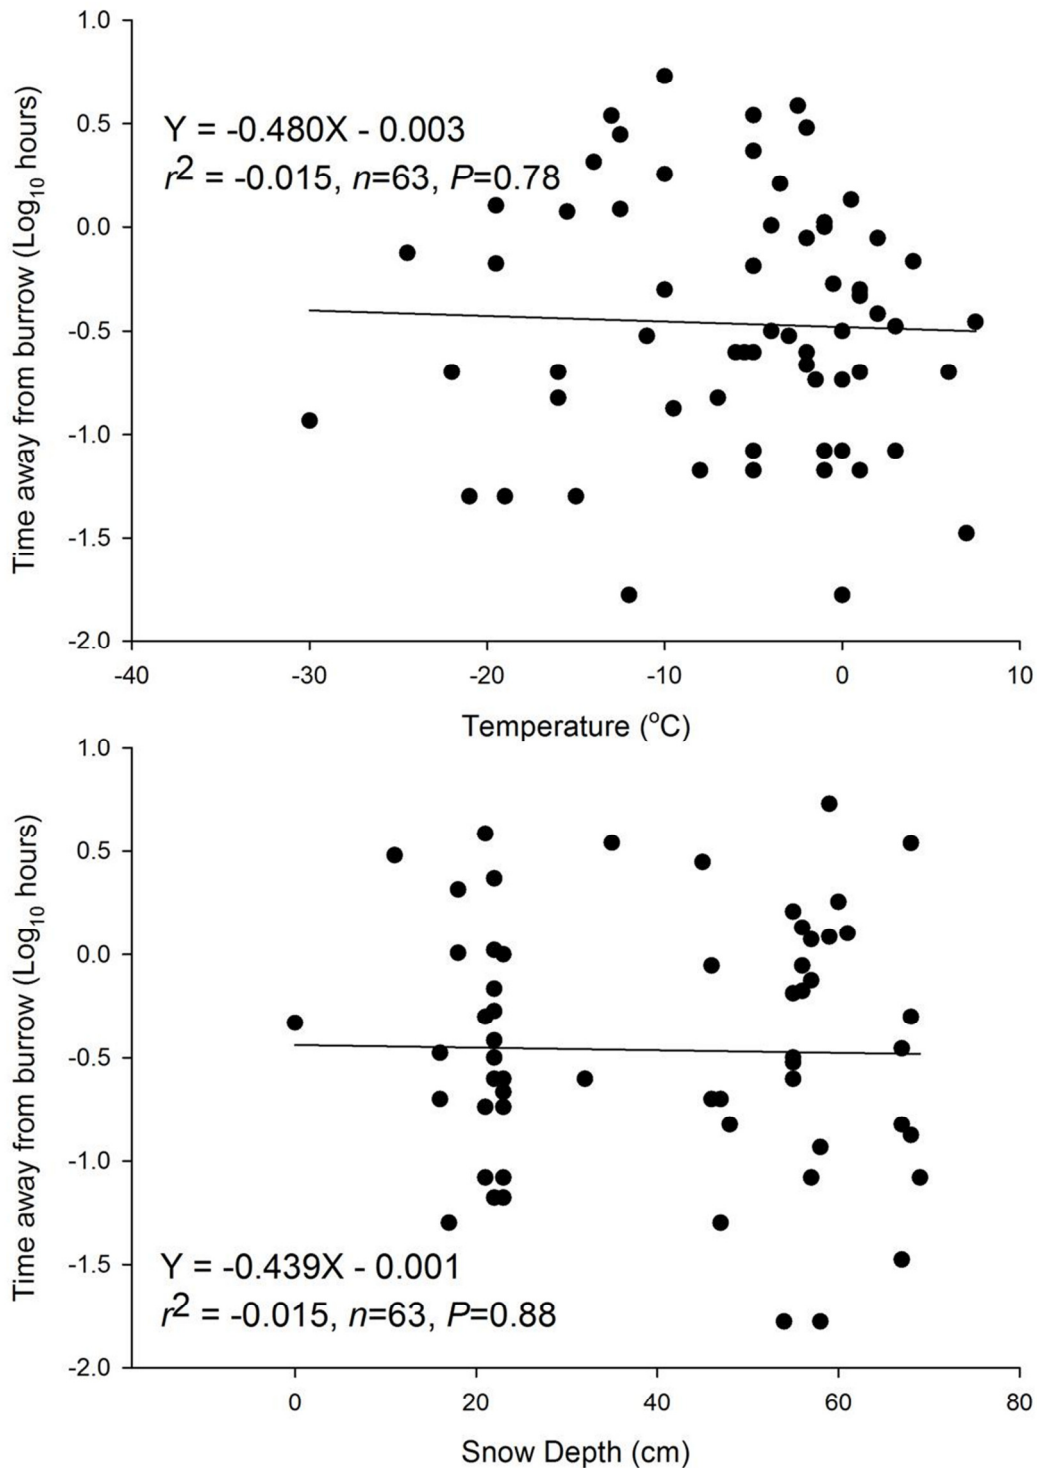 1.0
0.5
0.0
-0.5
-1.0
-1.5
-2.0
Time away from burrow (Log₁₀ hours)
Y = -0.480X - 0.003
r² = -0.015, n=63, P=0.78
-40 -30 -20 -10 0 10
Temperature (°C)
1.0
0.5
0.0
-0.5
-1.0
-1.5
-2.0
Time away from burrow (Log₁₀ hours)
Y = -0.439X - 0.001
r² = -0.015, n=63, P=0.88
0 20 40 60 80
Snow Depth (cm)